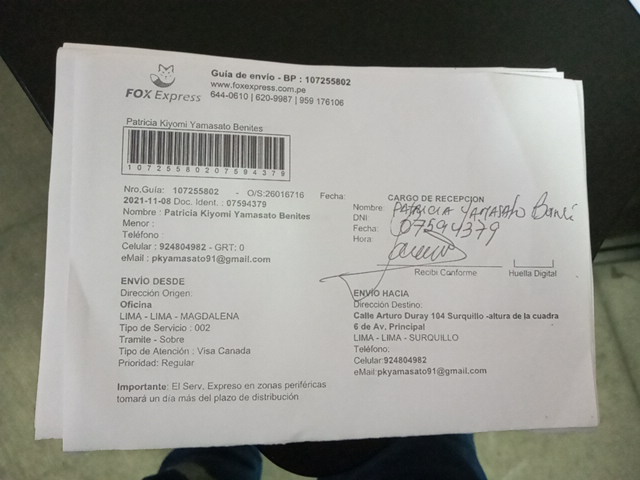 FOX Express
Guía de envio - BP : 107255802
www.foxexpress.com.pe
644-0610 | 620-9987 | 959 176106
Patricia Kiyomi Yamasato Benites
10725580207594379
Nro.Guía: 107255802 - O/S:26016716 Fecha:
2021-11-08 Doc. Ident. : 07594379
Nombre : Patricia Kiyomi Yamasato Benites
Menor :
Teléfono :
Celular : 924804982 - GRT: 0
eMail : pkyamasato91@gmail.com
CARGO DE RECEPCION
Nombre: PATRICIA YAMASATO
DNI: 07594379
Fecha:
Hora:
Recibi Conforme
Huella Digital
ENVÍO DESDE
Dirección Origen:
Oficina
LIMA - LIMA - MAGDALENA
Tipo de Servicio : 002
Tramite - Sobre
Tipo de Atención : Visa Canada
Prioridad: Regular
ENVÍO HACIA
Dirección Destino:
Calle Arturo Duray 104 Surquillo -altura de la cuadra
6 de Av, Principal
LIMA - LIMA - SURQUILLO
Teléfono:
Celular:924804982
eMail:pkyamasato91@gmail.com
Importante: El Serv. Expreso en zonas periféricas
tomará un día más del plazo de distribución